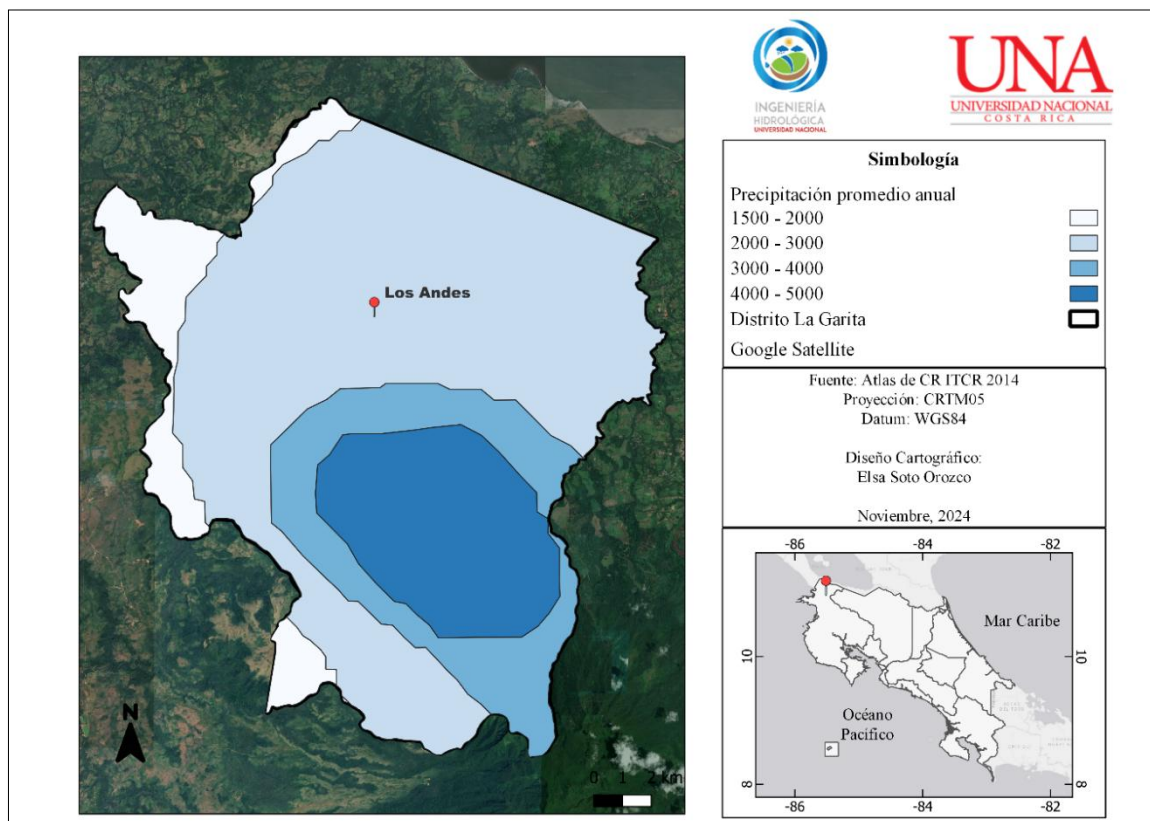 INGENIERÍA
HIDROLÓGICA
UNIVERSIDAD NACIONAL
UNA
UNIVERSIDAD NACIONAL
COSTA RICA
Los Andes
N
0 1 2 km
Simbología
Precipitación promedio anual
1500 - 2000
2000 - 3000
3000 - 4000
4000 - 5000
Distrito La Garita
Google Satellite
Fuente: Atlas de CR ITCR 2014
Proyección: CRTM05
Datum: WGS84
Diseño Cartográfico:
Elsa Soto Orozco
Noviembre, 2024
-86 -84 -82
Mar Caribe
10 10
Océano
Pacífico
8 8
-86 -84 -82